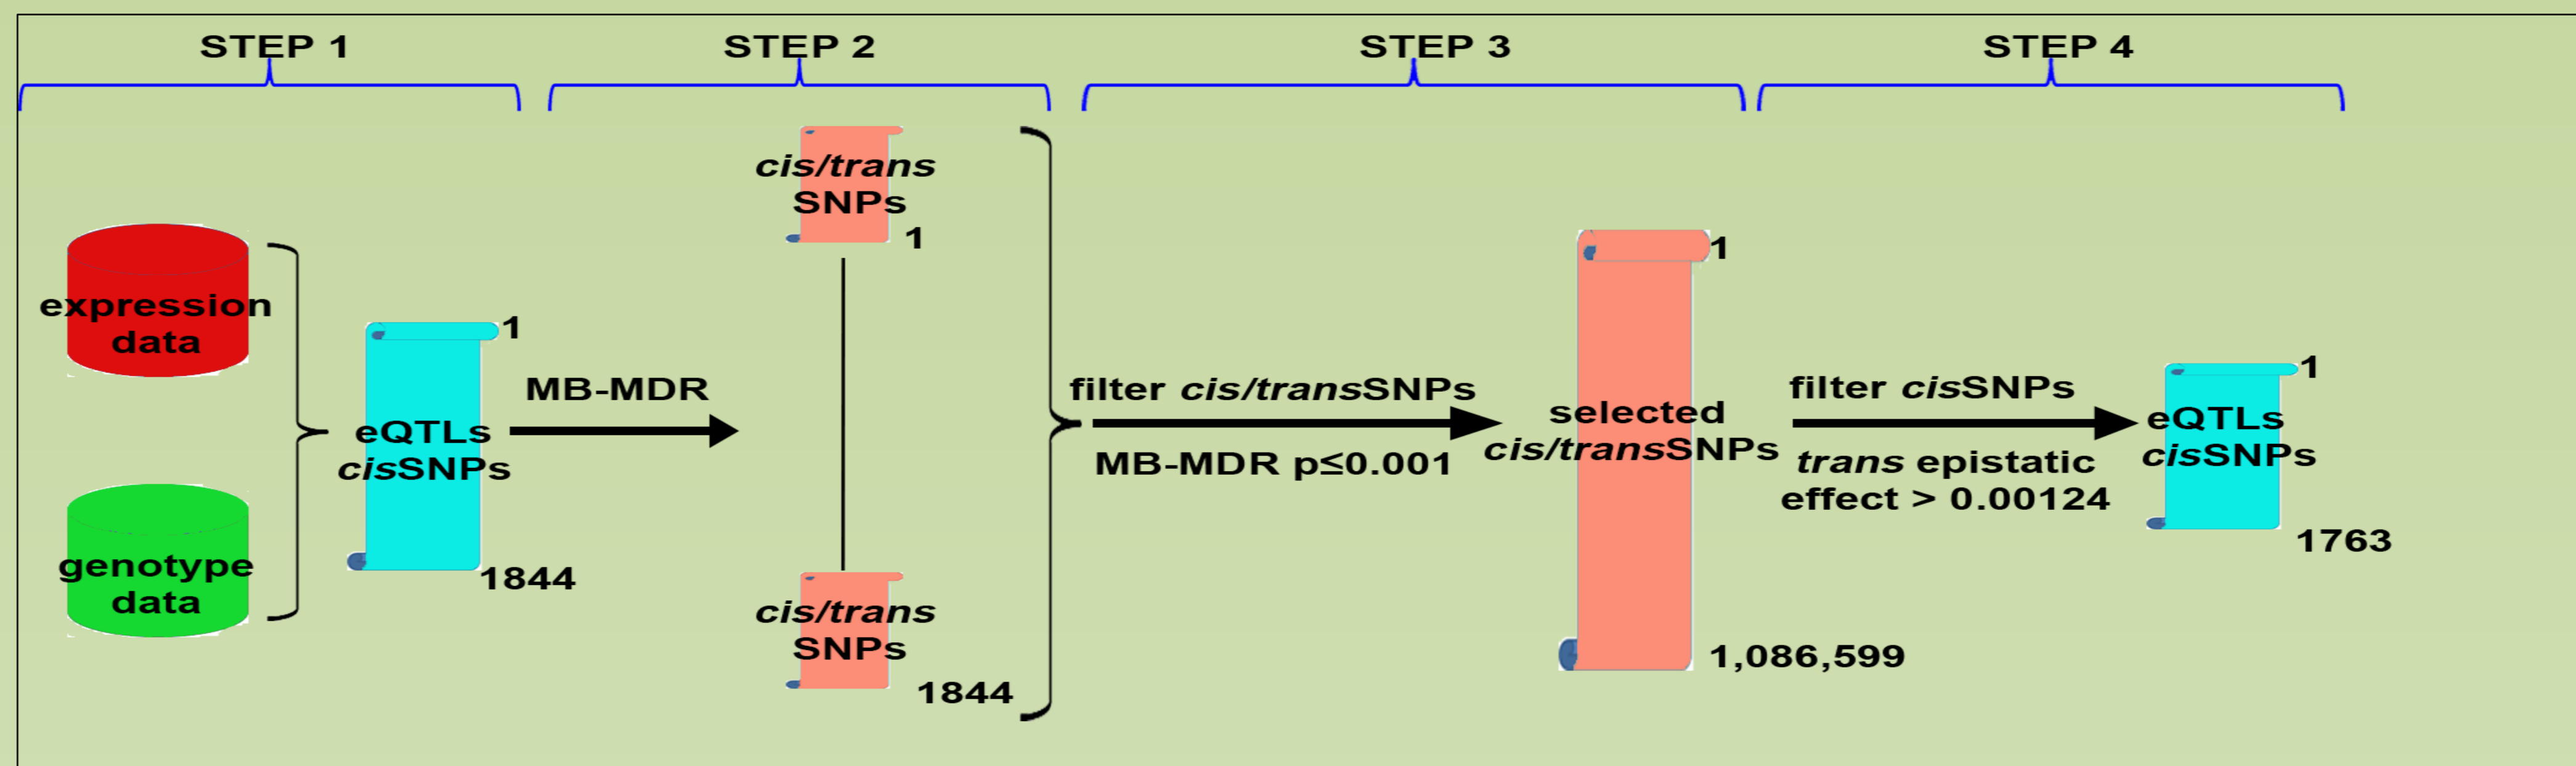 STEP 1
STEP 2
STEP 3
STEP 4
expression
data
genotype
data
1
eQTLs
cisSNPs
1844
MB-MDR
cis/trans
SNPs
1
cis/trans
SNPs
1844
filter cis/transSNPs
MB-MDR p≤0.001
1
selected
cis/transSNPs
1,086,599
filter cisSNPs
trans epistatic
effect > 0.00124
1
eQTLs
cisSNPs
1763